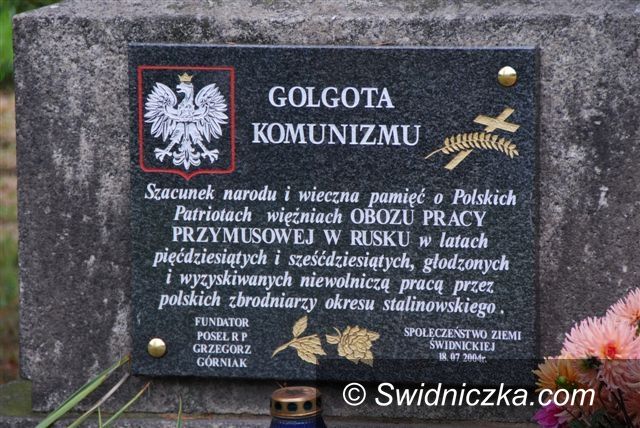 GOLGOTA
KOMUNIZMU
Szacunek narodu i wieczna pamięć o Polskich
Patriotach więźniach OBOZU PRACY
PRZYMUSOWEJ W RUSKU w latach
pięćdziesiątych i sześćdziesiątych, głodzonych
i wyzyskiwanych niewolniczą pracą przez
polskich zbrodniarzy okresu stalinowskiego.
FUNDATOR
POSEŁ R P
GRZEGORZ
GÓRNIAK
SPOŁECZEŃSTWO ZIEMI
ŚWIDNICKIEJ
18.07.2004r.
© Swidniczka.com